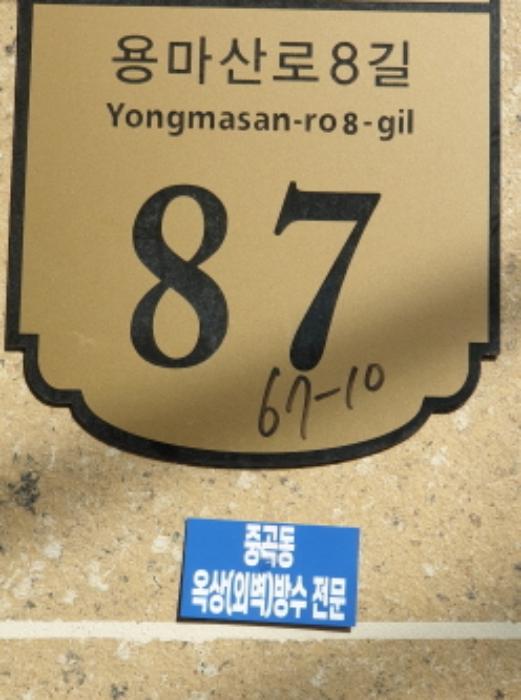 용마산로8길
Yongmasan-ro 8-gil
87
67-10
중곡동
옥상(외벽)방수 전문